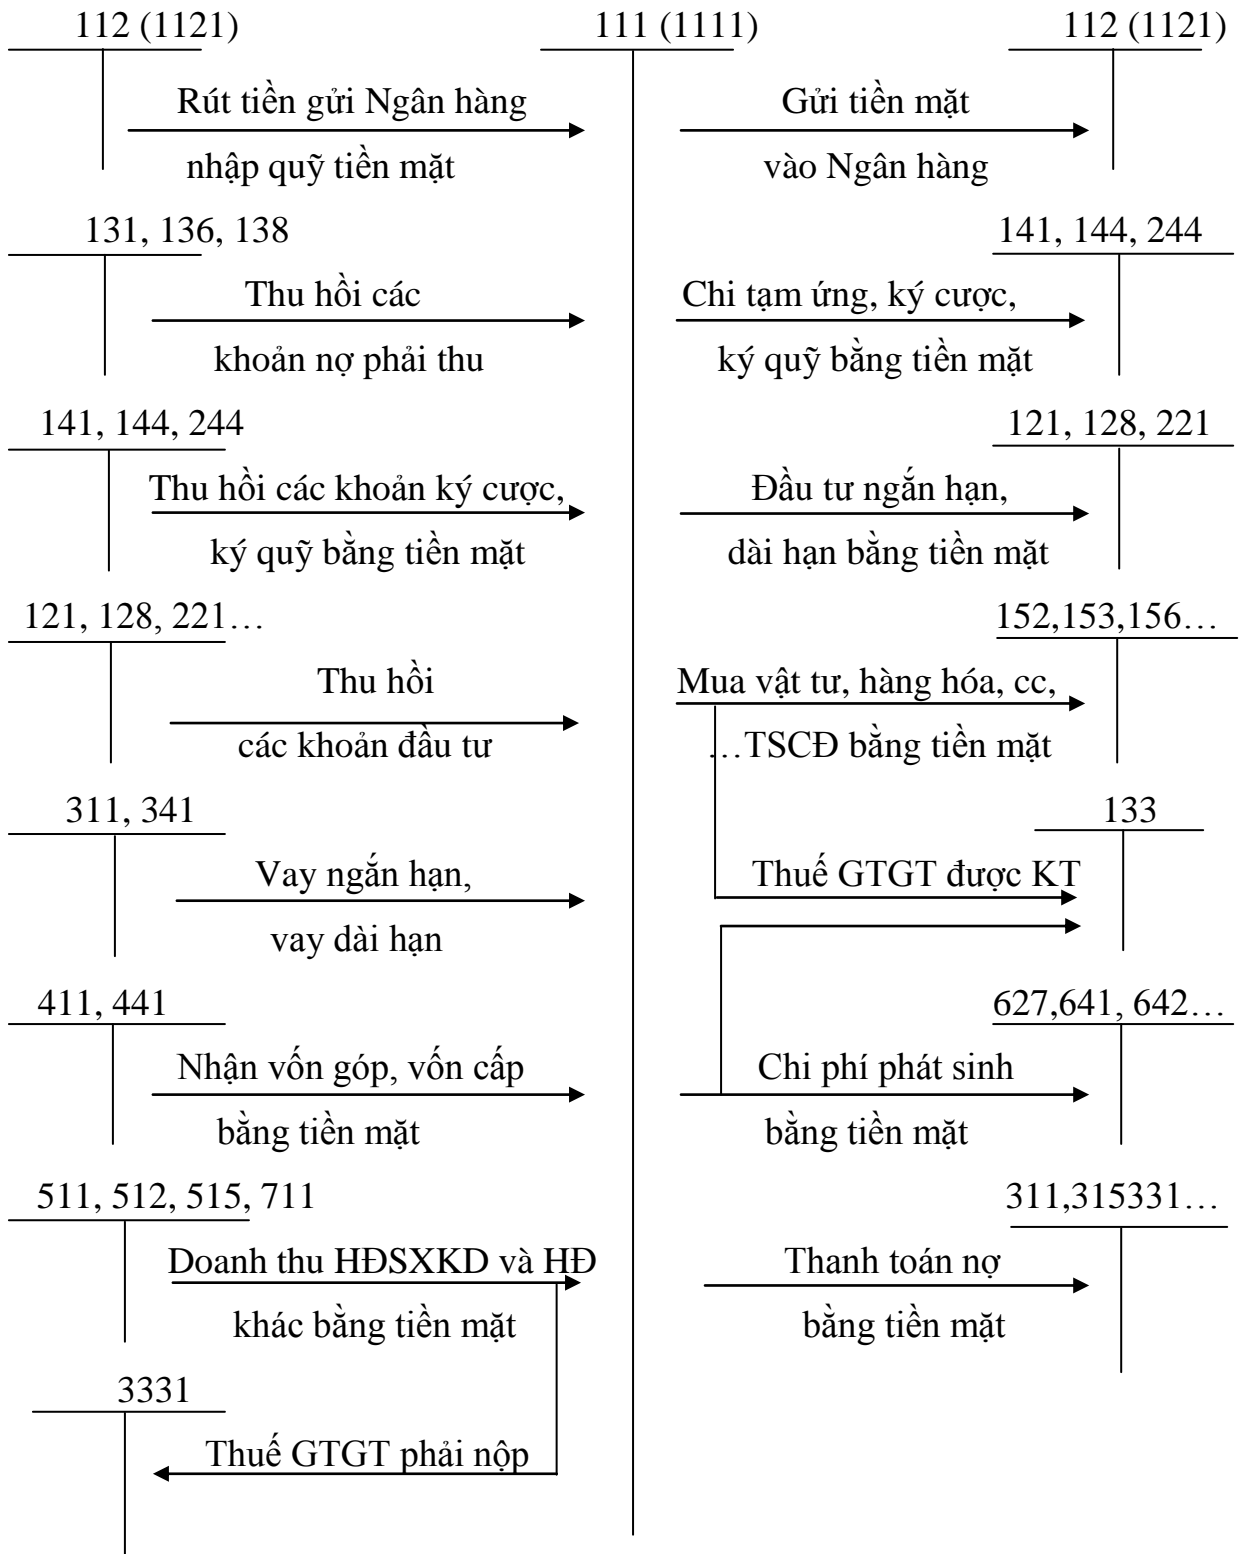 112 (1121)
111 (1111)
112 (1121)
Rút tiền gửi Ngân hàng
nhập quỹ tiền mặt
Gửi tiền mặt
vào Ngân hàng
131, 136, 138
141, 144, 244
Thu hồi các
khoản nợ phải thu
Chi tạm ứng, ký cược,
ký quỹ bằng tiền mặt
141, 144, 244
121, 128, 221
Thu hồi các khoản ký cược,
ký quỹ bằng tiền mặt
Đầu tư ngắn hạn,
dài hạn bằng tiền mặt
121, 128, 221…
152,153,156…
Thu hồi
các khoản đầu tư
Mua vật tư, hàng hóa, cc,
…TSCĐ bằng tiền mặt
311, 341
133
Vay ngắn hạn,
vay dài hạn
Thuế GTGT được KT
411, 441
627,641, 642…
Nhận vốn góp, vốn cấp
bằng tiền mặt
Chi phí phát sinh
bằng tiền mặt
511, 512, 515, 711
311,315331…
Doanh thu HĐSXKD và HĐ
khác bằng tiền mặt
Thanh toán nợ
bằng tiền mặt
3331
Thuế GTGT phải nộp